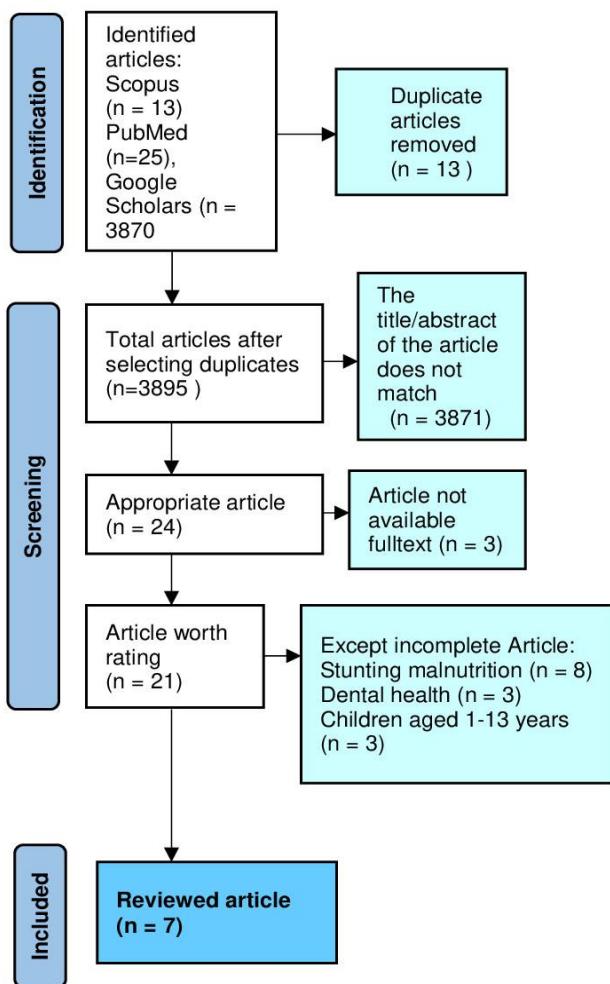 Identification
Identified
articles:
Scopus
(n = 13)
PubMed
(n=25),
Google
Scholars (n =
3870
Duplicate
articles
removed
(n = 13 )
Screening
Total articles after
selecting duplicates
(n=3895 )
The
title/abstract
of the article
does not
match
(n = 3871)
Appropriate article
(n = 24)
Article not
available
fulltext (n = 3)
Article worth
rating
(n = 21)
Except incomplete Article:
Stunting malnutrition (n = 8)
Dental health (n = 3)
Children aged 1-13 years
(n = 3)
Included
Reviewed article
(n = 7)